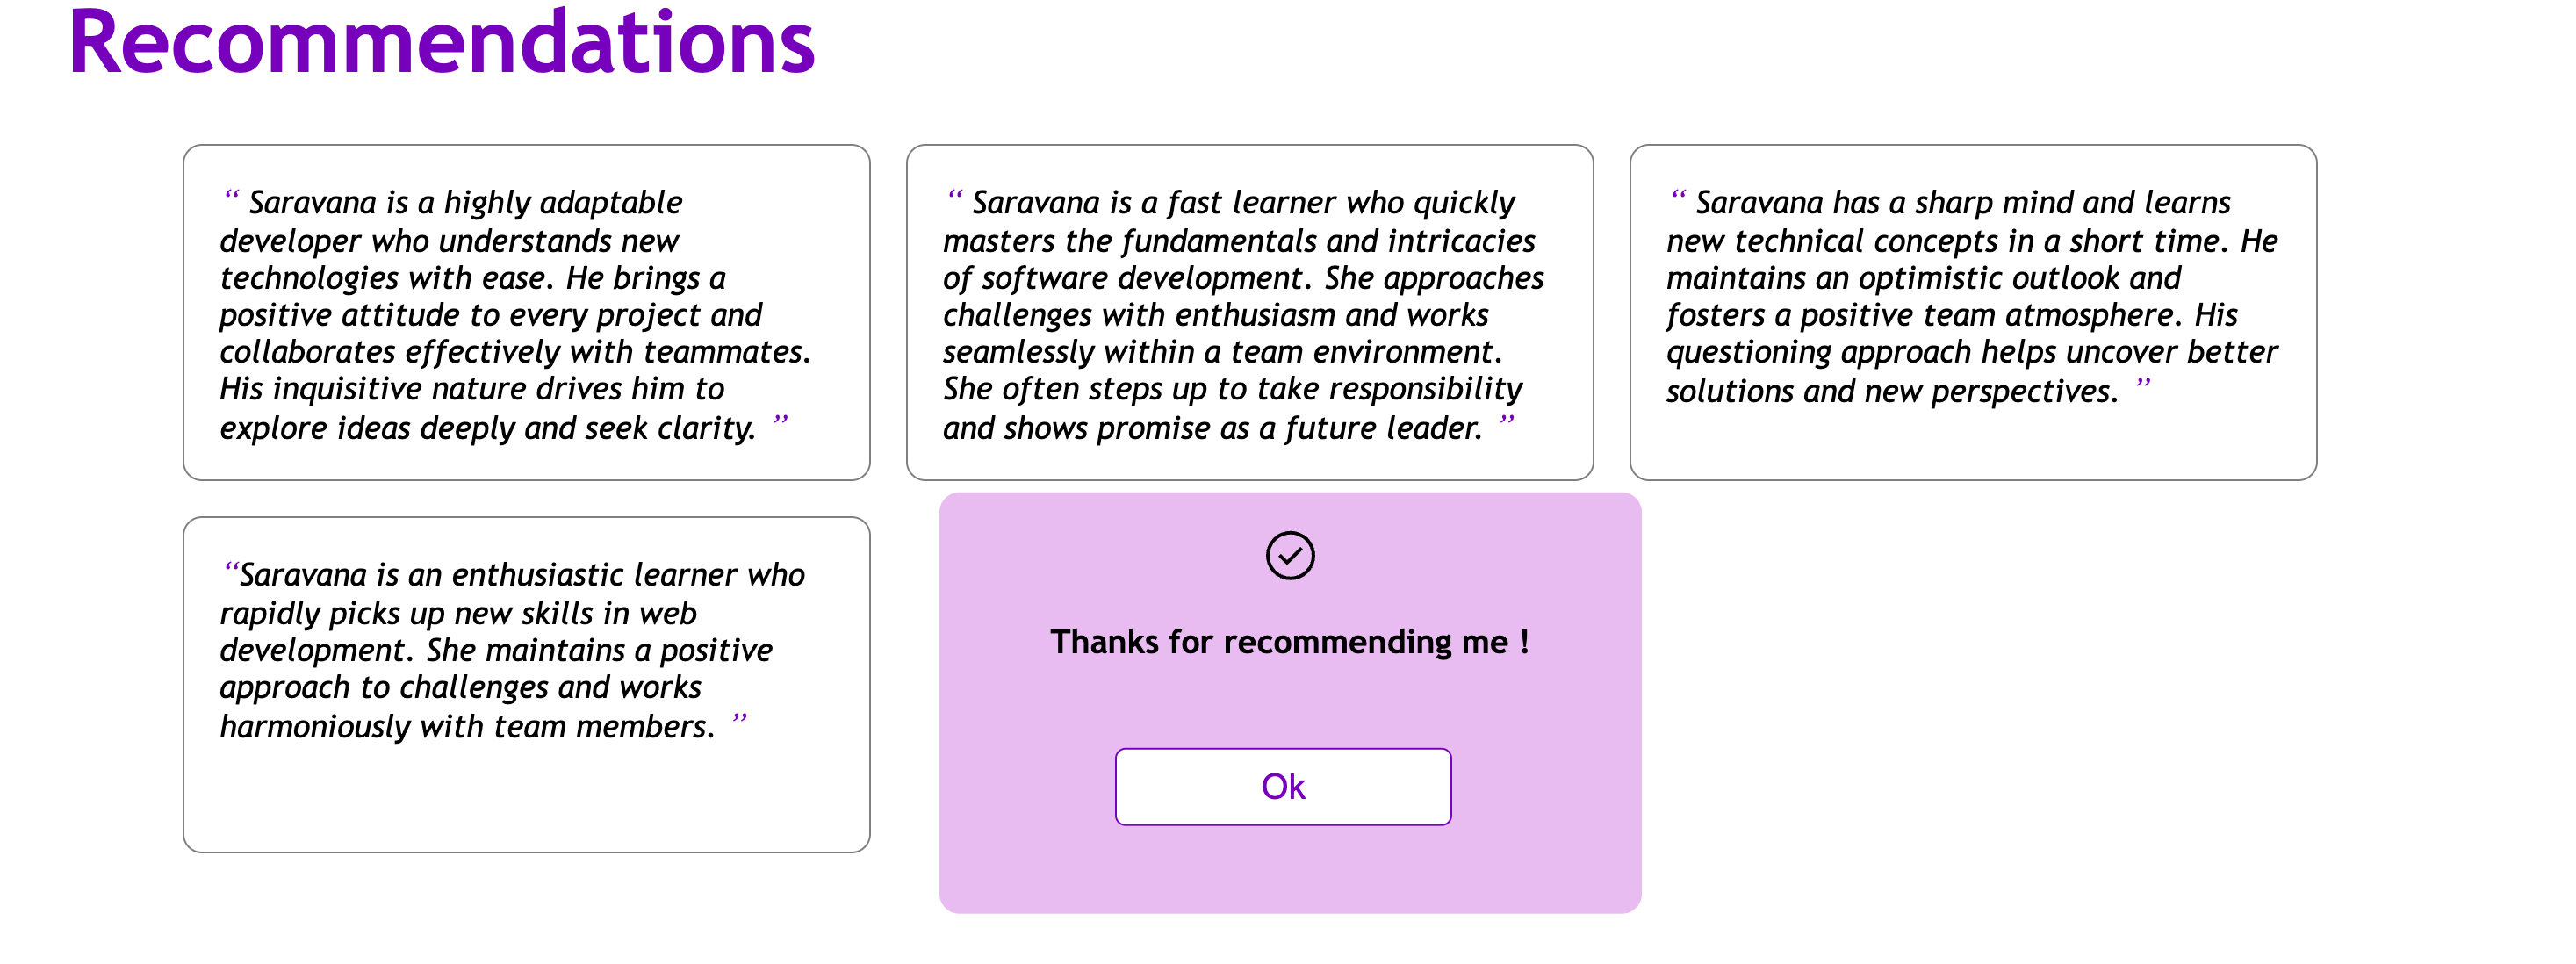 Recommendations
“ Saravana is a highly adaptable
developer who understands new
technologies with ease. He brings a
positive attitude to every project and
collaborates effectively with teammates.
His inquisitive nature drives him to
explore ideas deeply and seek clarity. ”
“ Saravana is a fast learner who quickly
masters the fundamentals and intricacies
of software development. She approaches
challenges with enthusiasm and works
seamlessly within a team environment.
She often steps up to take responsibility
and shows promise as a future leader. ”
“ Saravana has a sharp mind and learns
new technical concepts in a short time. He
maintains an optimistic outlook and
fosters a positive team atmosphere. His
questioning approach helps uncover better
solutions and new perspectives. ”
“Saravana is an enthusiastic learner who
rapidly picks up new skills in web
development. She maintains a positive
approach to challenges and works
harmoniously with team members. ”
Thanks for recommending me !
Ok